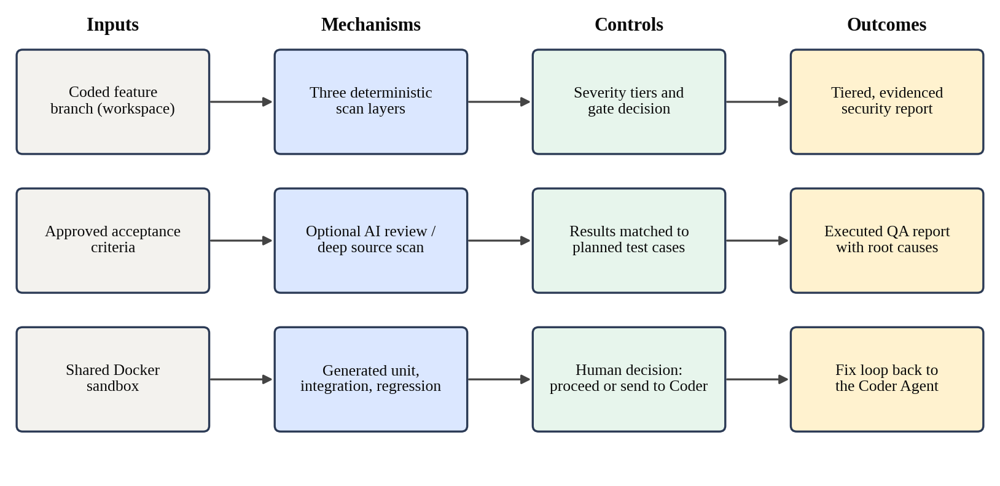 Inputs
Mechanisms
Controls
Outcomes
Coded feature
branch (workspace)
Three deterministic
scan layers
Severity tiers and
gate decision
Tiered, evidenced
security report
Approved acceptance
criteria
Optional AI review /
deep source scan
Results matched to
planned test cases
Executed QA report
with root causes
Shared Docker
sandbox
Generated unit,
integration, regression
Human decision:
proceed or send to Coder
Fix loop back to
the Coder Agent